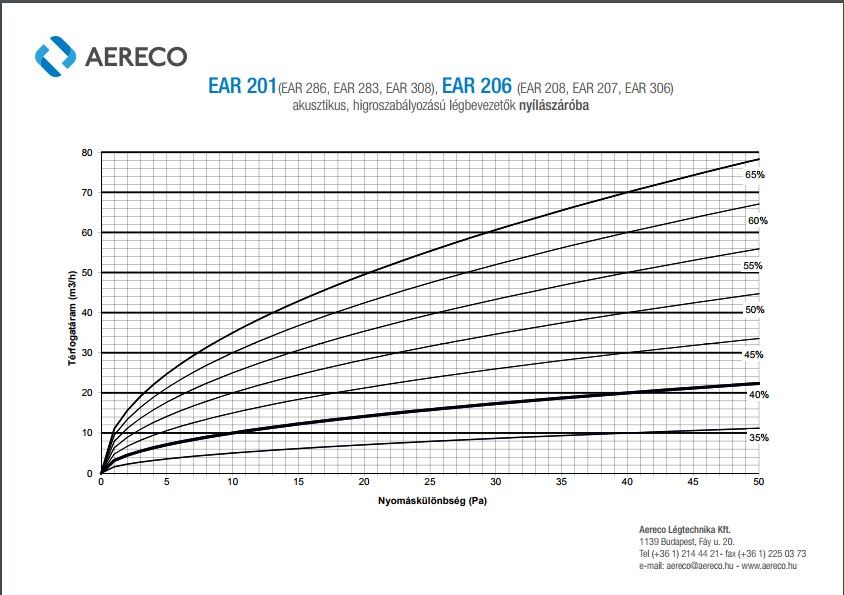 AERECO
EAR 201(EAR 286, EAR 283, EAR 308), EAR 206 (EAR 208, EAR 207, EAR 306)
akusztikus, higroszabályozású légbevezetők nyílászáróba
80
70
60
50
40
30
20
10
0
Térfogatáram (m3/h)
65%
60%
55%
50%
45%
40%
35%
0 5 10 15 20 25 30 35 40 45 50
Nyomáskülönbség (Pa)
Aereco Légtechnika Kft.
1139 Budapest, Fáy u. 20.
Tel (+36 1) 214 44 21- fax (+36 1) 225 03 73
e-mail: aereco@aereco.hu - www.aereco.hu